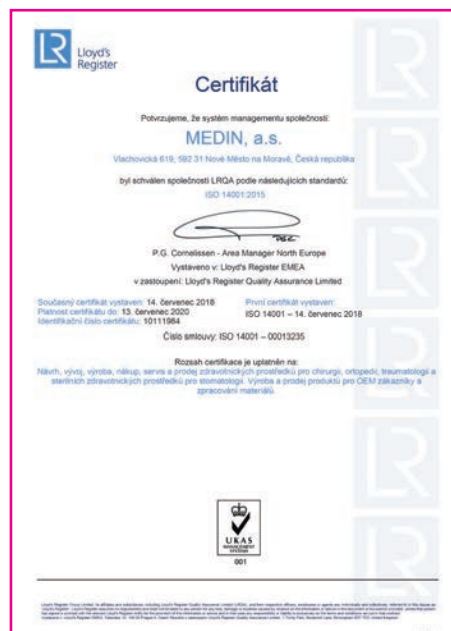 LR
Lloyd's
Register
Certifikát
Potvrzujeme, že systém managementu společnosti:
MEDIN, a.s.
Vlachovická 619, 592 31 Nové Město na Moravě, Česká republika
byl schválen společností LRQA podle následujících standardů:
ISO 14001:2015
P.G. Cornelissen - Area Manager North Europe
Vystaveno v: Lloyd's Register EMEA
v zastoupení: Lloyd's Register Quality Assurance Limited
Současný certifikát vystaven: 14. červenec 2018
Platnost certifikátu do: 13. červenec 2020
Identifikační číslo certifikátu: 10111984
První certifikát vystaven:
ISO 14001 – 14. červenec 2018
Číslo smlouvy: ISO 14001 – 00013235
Rozsah certifikace je uplatněn na:
Návrh, vývoj, výroba, nákup, servis a prodej zdravotnických prostředků pro chirurgii, ortopedii, traumatologii a
sterilních zdravotnických prostředků pro stomatologii. Výroba a prodej produktů pro OEM zákazníky a
zpracování materiálů.
UKAS
MANAGEMENT
SYSTEMS
001